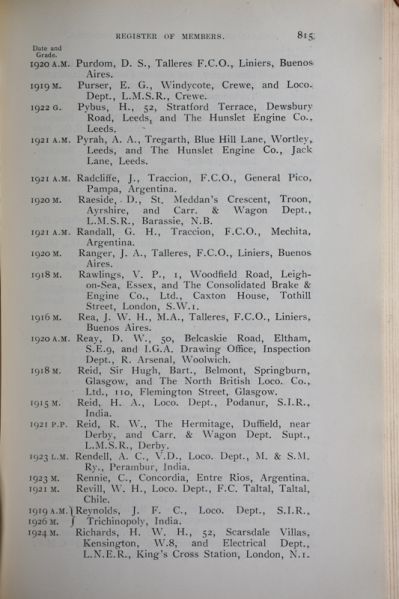 REGISTER OF MEMBERS. 815
Date and
Grade.
1920 A.M. Purdom, D. S., Talleres F.C.O., Liniers, Buenos
Aires.
1919 M. Purser, E. G., Windycote, Crewe, and Loco.
Dept., L.M.S.R., Crewe.
1922 G. Pybus, H., 52, Stratford Terrace, Dewsbury
Road, Leeds, and The Hunslet Engine Co.,
Leeds.
1921 A.M. Pyrah, A. A., Tregarth, Blue Hill Lane, Wortley,
Leeds, and The Hunslet Engine Co., Jack
Lane, Leeds.
1921 A.M. Radcliffe, J., Traccion, F.C.O., General Pico,
Pampa, Argentina.
1920 M. Raeside, D., St. Meddan's Crescent, Troon,
Ayrshire, and Carr. & Wagon Dept.,
L.M.S.R., Barassie, N.B.
1921 A.M. Randall, G. H., Traccion, F.C.O., Mechita,
Argentina.
1920 M. Ranger, J. A., Talleres, F.C.O., Liniers, Buenos
Aires.
1918 M. Rawlings, V. P., 1, Woodfield Road, Leigh-
on-Sea, Essex, and The Consolidated Brake &
Engine Co., Ltd., Caxton House, Tothill
Street, London, S.W.1.
1916 M. Rea, J. W. H., M.A., Talleres, F.C.O., Liniers,
Buenos Aires.
1920 A.M. Reay, D. W., 50, Belcaskie Road, Eltham,
S.E.9, and I.G.A. Drawing Office, Inspection
Dept., R. Arsenal, Woolwich.
1918 M. Reid, Sir Hugh, Bart., Belmont, Springburn,
Glasgow, and The North British Loco. Co.,
Ltd., 110, Flemington Street, Glasgow.
1915 M. Reid, H. A., Loco. Dept., Podanur, S.I.R.,
India.
1921 P.P. Reid, R. W., The Hermitage, Duffield, near
Derby, and Carr. & Wagon Dept. Supt.,
L.M.S.R., Derby.
1923 L.M. Rendell, A. C., V.D., Loco. Dept., M. & S.M.
Ry., Perambur, India.
1923 M. Rennie, C., Concordia, Entre Rios, Argentina.
1921 M. Revill, W. H., Loco. Dept., F.C. Taltal, Taltal,
Chile.
1919 A.M. } Reynolds, J. F. C., Loco. Dept., S.I.R.,
1926 M. } Trichinopoly, India.
1924 M. Richards, H. W. H., 52, Scarsdale Villas,
Kensington, W.8, and Electrical Dept.,
L.N.E.R., King's Cross Station, London, N.1.